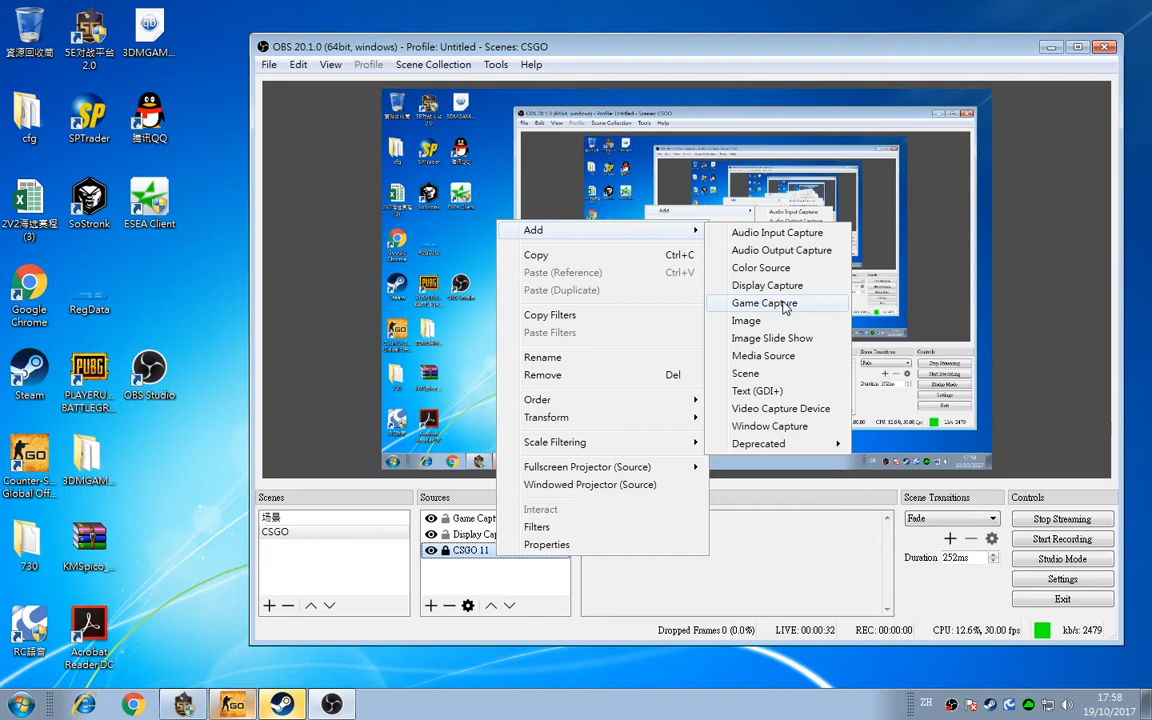 資源回收筒
5E对战平台
2.0
3DMGAM...
cfg
SPTrader
腾讯QQ
2V2海选赛程
(3)
SoStronk
ESEA Client
Google
Chrome
RegData
Steam
PLAYERU...
BATTLEGR...
OBS Studio
Counter-S...
Global Off...
3DMGAM...
730
KMSpico_...
RC語音
Acrobat
Reader DC
OBS 20.1.0 (64bit, windows) - Profile: Untitled - Scenes: CSGO
File Edit View Profile Scene Collection Tools Help
Add
Copy Ctrl+C
Paste (Reference) Ctrl+V
Paste (Duplicate)
Copy Filters
Paste Filters
Rename
Remove Del
Order
Transform
Scale Filtering
Fullscreen Projector (Source)
Windowed Projector (Source)
Interact
Filters
Properties
Audio Input Capture
Audio Output Capture
Color Source
Display Capture
Game Capture
Image
Image Slide Show
Media Source
Scene
Text (GDI+)
Video Capture Device
Window Capture
Deprecated
Scenes
场景
CSGO
Sources
Game Capt
Display Cap
CSGO 11
Scene Transitions
Fade
Duration 252ms
Controls
Stop Streaming
Start Recording
Studio Mode
Settings
Exit
Dropped Frames 0 (0.0%) LIVE: 00:00:32 REC: 00:00:00 CPU: 12.6%, 30.00 fps kb/s: 2479
ZH
17:58
19/10/2017